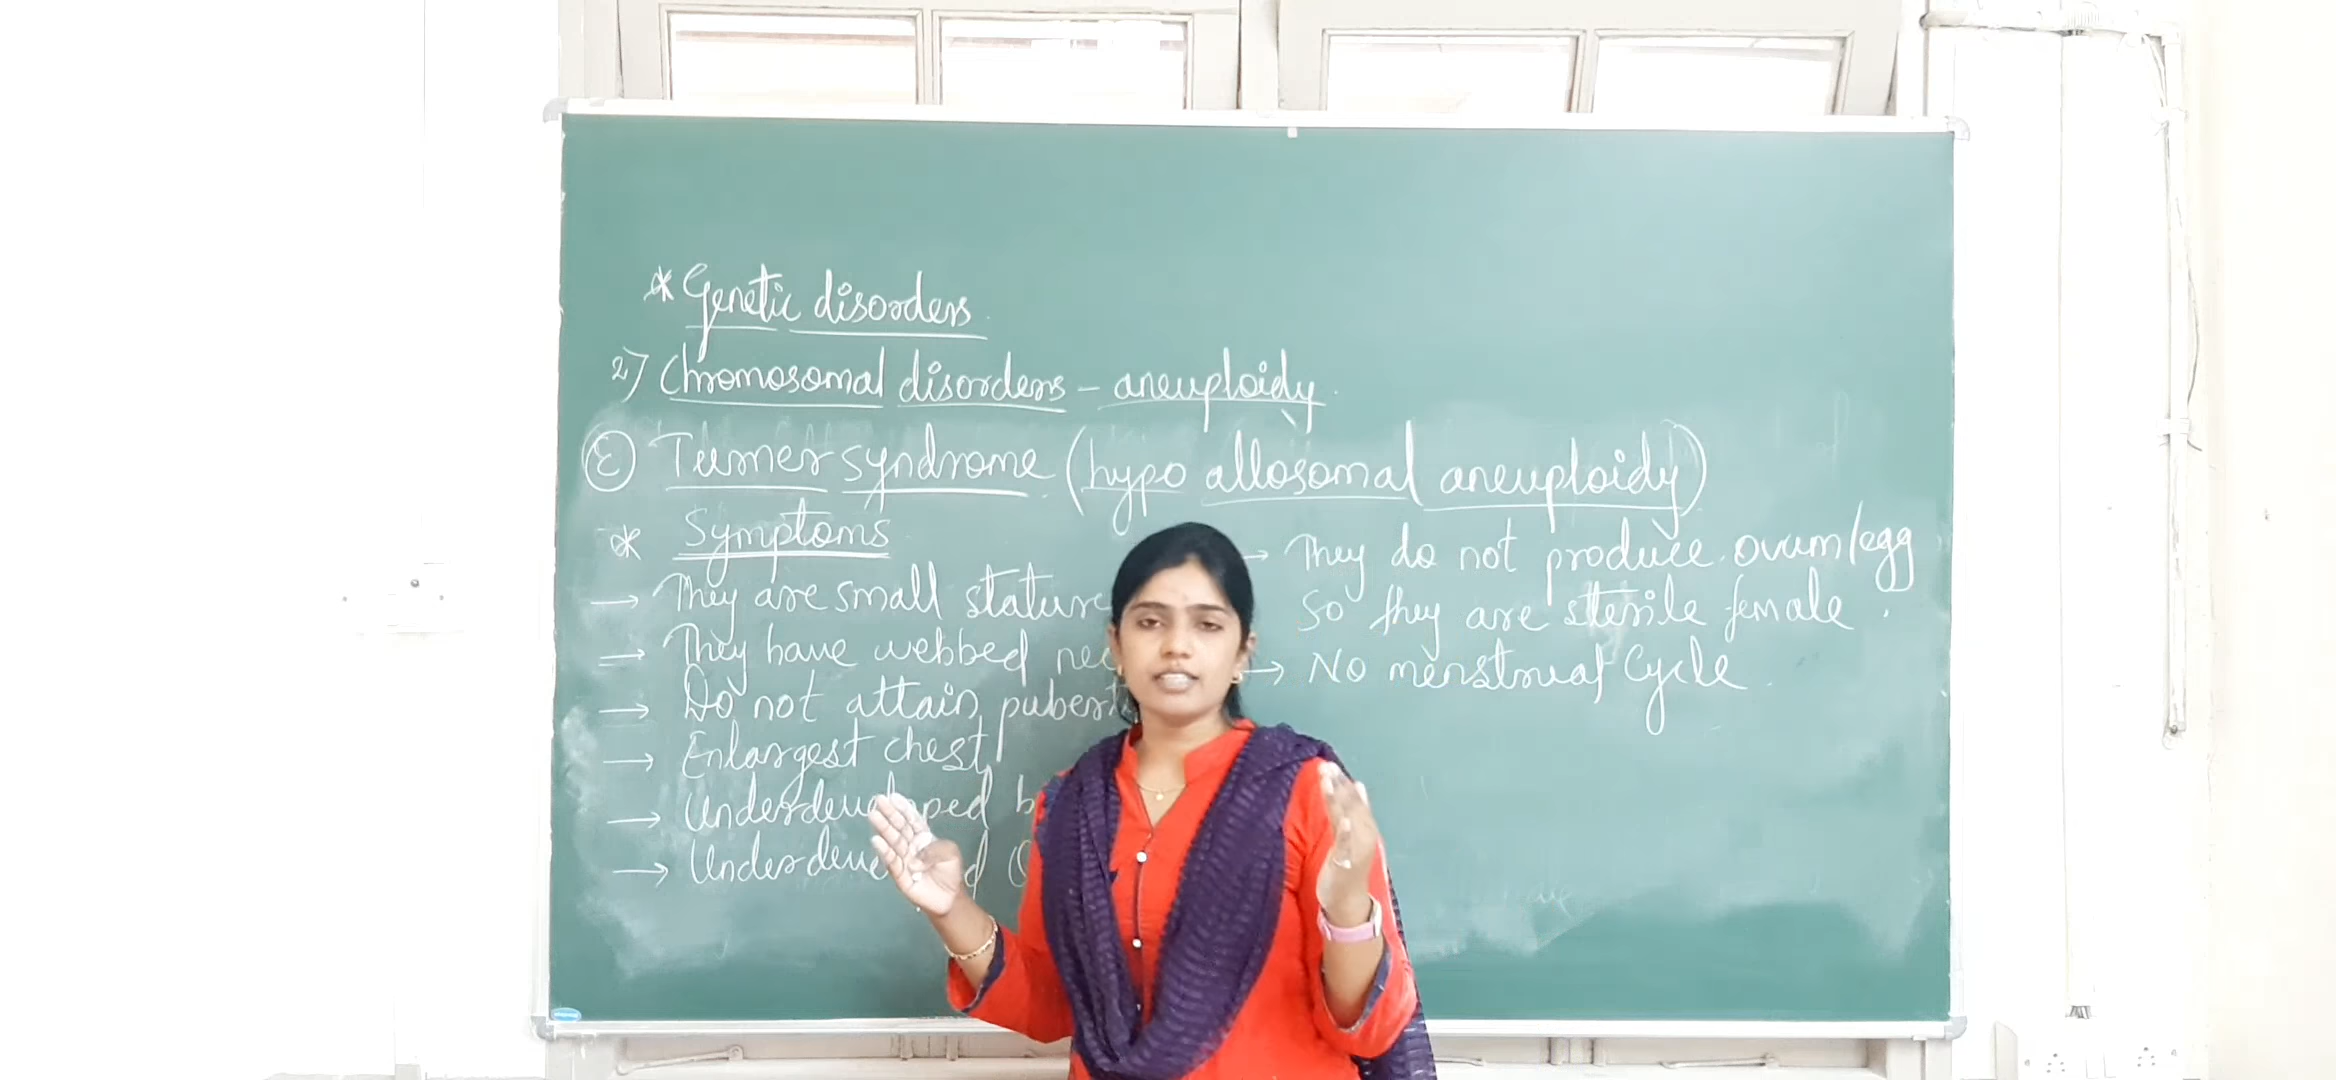 * Genetic disorders.
2) Chromosomal disorders - aneuploidy.
Turner syndrome (hypo allosomal aneuploidy)
* Symptoms
→ They are small stature
→ They have webbed
→ Do not attain
→ Enlargest chest
→ Underdeveloped
→
→ They do not produce ovum/egg
So they are sterile female.
→ No menstrual cycle.